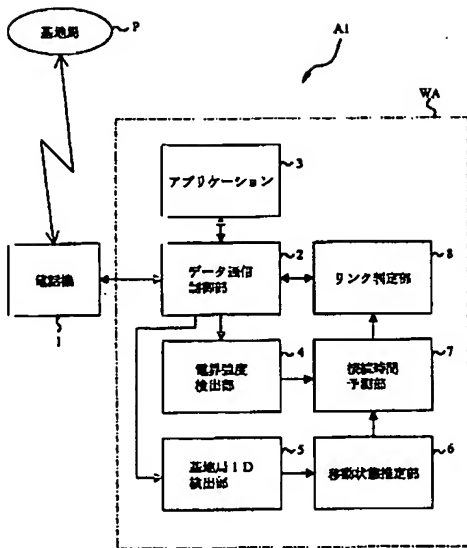 基地局
P
A1
WA
3
アプリケーション
2
データ通信
制御部
8
リンク判定部
電話機
1
4
電界強度
検出部
7
接続時間
予測部
5
基地局ID
検出部
6
移動状態推定部